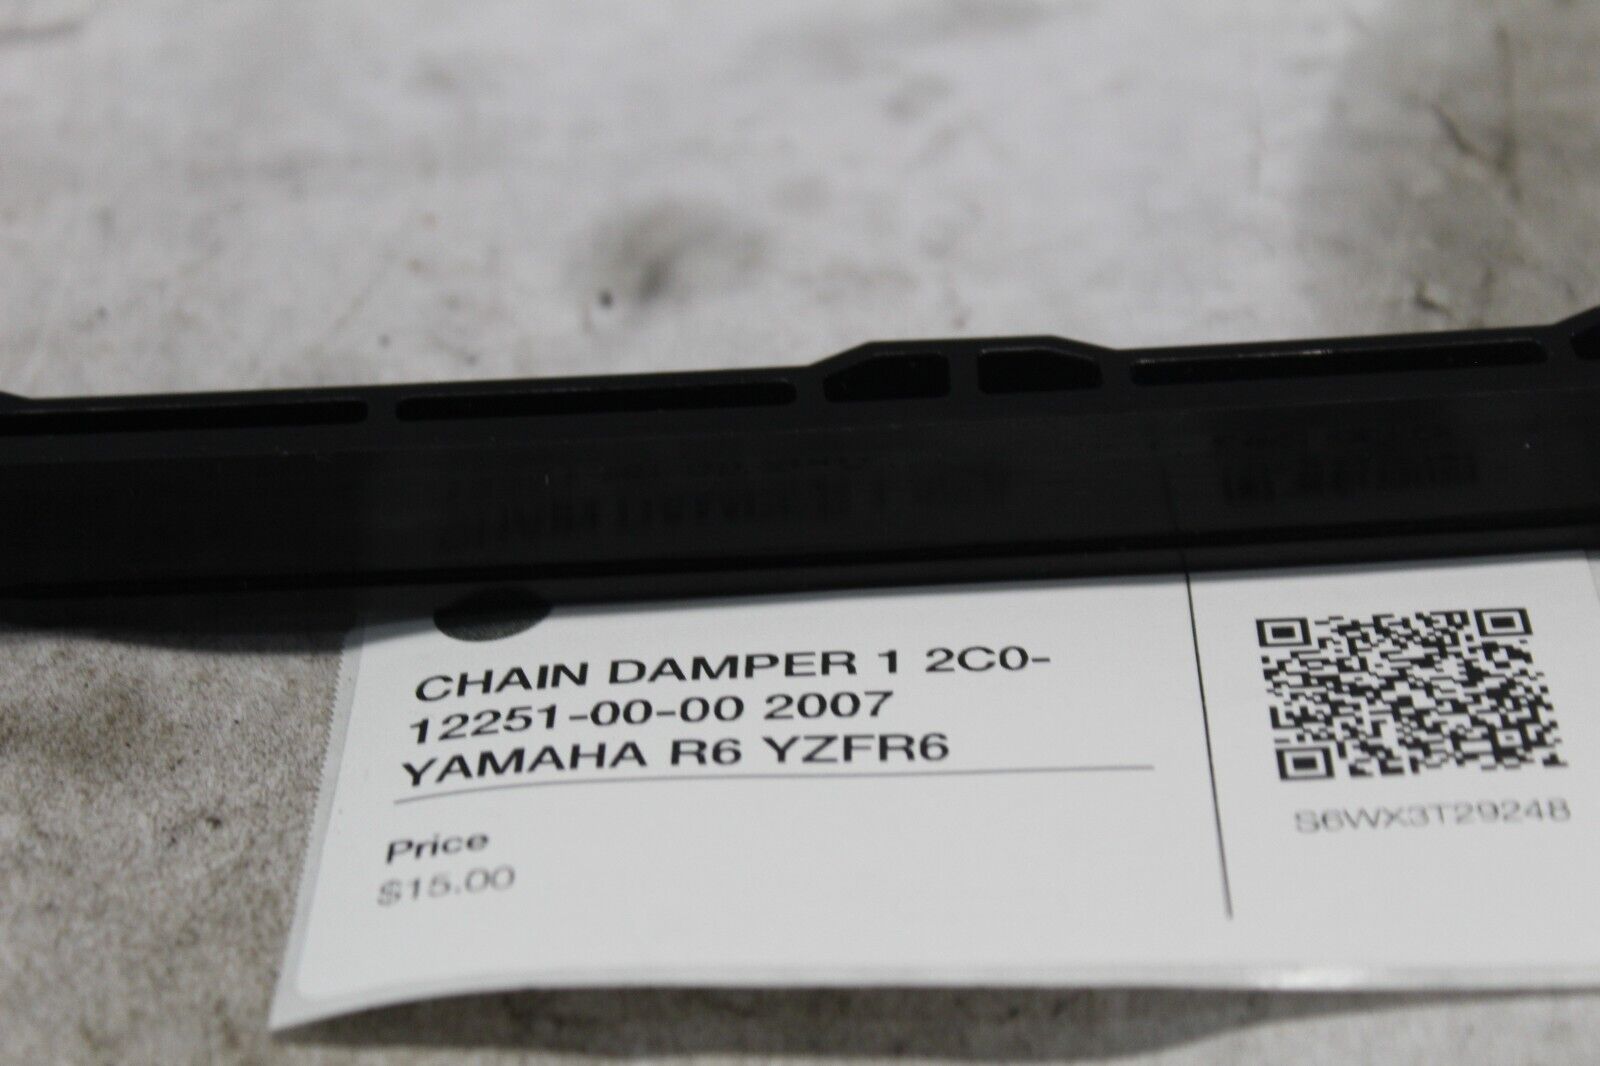 CHAIN DAMPER 1 2C0-
12251-00-00 2007
YAMAHA R6 YZFR6
Price
$15.00
S6WX3T29248